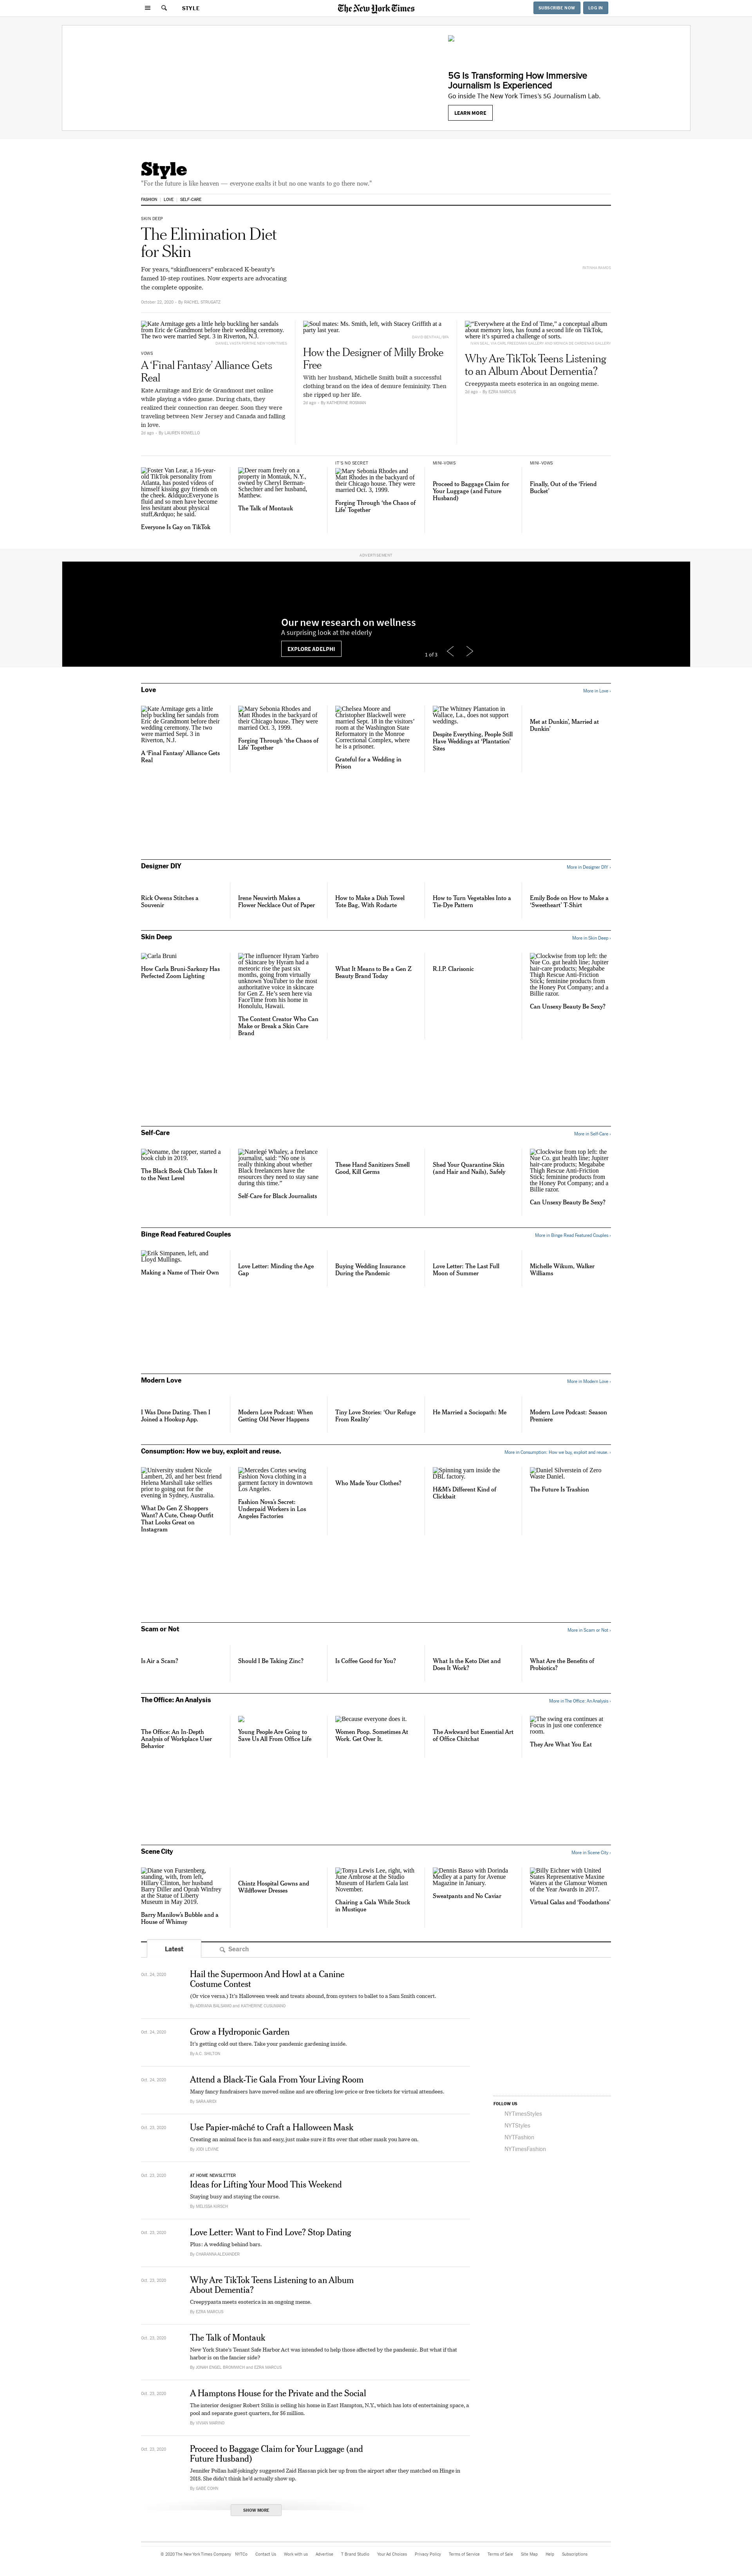 STYLE
The New York Times
SUBSCRIBE NOW
LOG IN
5G Is Transforming How Immersive
Journalism Is Experienced
Go inside The New York Times's 5G Journalism Lab.
LEARN MORE
Style
"For the future is like heaven — everyone exalts it but no one wants to go there now."
FASHION
LOVE
SELF-CARE
SKIN DEEP
The Elimination Diet
for Skin
For years, “skinfluencers” embraced K-beauty’s
famed 10-step routines. Now experts are advocating
the complete opposite.
October 22, 2020 · By RACHEL STRUGATZ
Kate Armitage gets a little help buckling her sandals
from Eric de Grandmont before their wedding ceremony.
The two were married Sept. 3 in Riverton, N.J.
VOWS
A ‘Final Fantasy’ Alliance Gets
Real
Kate Armitage and Eric de Grandmont met online
while playing a video game. During chats, they
realized their connection ran deeper. Soon they were
traveling between New Jersey and Canada and falling
in love.
2d ago · By LAUREN ROWELLO
Soul mates: Ms. Smith, left, with Stacey Griffith at a
party last year.
How the Designer of Milly Broke
Free
With her husband, Michelle Smith built a successful
clothing brand on the idea of demure femininity. Then
she ripped off her life.
2d ago · By KATHERINE ROSMAN
“Everywhere at the End of Time,” a conceptual album
about memory loss, has found a second life on TikTok,
where it’s spurred a challenge of sorts.
Why Are TikTok Teens Listening
to an Album About Dementia?
Creepypasta meets esoterica in an ongoing meme.
2d ago · By EZRA MARCUS
Foster Van Lear, a 16-year-
old TikTok personality from
Atlanta, has posted videos of
himself kissing guy friends on
the cheek. &ldquo;Everyone is
fluid and so men have become
less hesitant about physical
stuff,&rdquo; he said.
Everyone Is Gay on TikTok
Deer roam freely on a
property in Montauk, N.Y.,
owned by Cheryl Berman-
Schechter and her husband,
Matthew.
The Talk of Montauk
IT’S NO SECRET
Mary Sebonia Rhodes and
Matt Rhodes in the backyard of
their Chicago house. They were
married Oct. 3, 1999.
Forging Through ‘the Chaos of
Life’ Together
MINI-VOWS
Proceed to Baggage Claim for
Your Luggage (and Future
Husband)
MINI-VOWS
Finally, Out of the ‘Friend
Bucket’
ADVERTISEMENT
Our new research on wellness
A surprising look at the elderly
EXPLORE ADELPHI
1 of 3
Love
More in Love ›
Kate Armitage gets a little
help buckling her sandals from
Eric de Grandmont before
their wedding ceremony. The
two were married Sept. 3 in
Riverton, N.J.
A ‘Final Fantasy’ Alliance Gets
Real
Mary Sebonia Rhodes and
Matt Rhodes in the backyard of
their Chicago house. They were
married Oct. 3, 1999.
Forging Through ‘the Chaos of
Life’ Together
Chelsea Moore and
Christopher Blackwell were
married Sept. 18 in the visitors’
room at the Washington State
Reformatory in the Monroe
Correctional Complex, where
he is a prisoner.
Grateful for a Wedding in
Prison
The Whitney Plantation in
Wallace, La., does not support
weddings.
Despite Everything, People Still
Have Weddings at ‘Plantation’
Sites
Met at Dunkin’, Married at
Dunkin’
Designer DIY
More in Designer DIY ›
Rick Owens Stitches a
Souvenir
Irene Neuwirth Makes a
Flower Necklace Out of Paper
How to Make a Dish Towel
Tote Bag, With Rodarte
How to Turn Vegetables Into a
Tie-Dye Pattern
Emily Bode on How to Make a
‘Sweetheart’ T-Shirt
Skin Deep
More in Skin Deep ›
Carla Bruni
How Carla Bruni-Sarkozy Has
Perfected Zoom Lighting
The influencer Hyram Yarbro
of Skincare by Hyram had a
meteoric rise the past six
months, going from virtually
unknown YouTuber to the most
authoritative voice in skincare
for Gen Z. He’s seen here via
FaceTime from his home in
Honolulu, Hawaii.
The Content Creator Who Can
Make or Break a Skin Care
Brand
What It Means to Be a Gen Z
Beauty Brand Today
R.I.P. Clarisonic
Clockwise from top left: the
Nue Co. gut health line; Jupiter
hair-care products; Megababe
Thigh Rescue Anti-Friction
Stick; feminine products from
the Honey Pot Company; and a
Billie razor.
Can Unsexy Beauty Be Sexy?
Self-Care
More in Self-Care ›
Noname, the rapper, started a
book club in 2019.
The Black Book Club Takes It
to the Next Level
Natelegé Whaley, a freelance
journalist, said: “No one is
really thinking about whether
Black freelancers have the
resources they need to stay sane
during this time.”
Self-Care for Black Journalists
These Hand Sanitizers Smell
Good, Kill Germs
Shed Your Quarantine Skin
(and Hair and Nails), Safely
Clockwise from top left: the
Nue Co. gut health line; Jupiter
hair-care products; Megababe
Thigh Rescue Anti-Friction
Stick; feminine products from
the Honey Pot Company; and a
Billie razor.
Can Unsexy Beauty Be Sexy?
Binge Read Featured Couples
More in Binge Read Featured Couples ›
Erik Simpanen, left, and
Lloyd Mullings.
Making a Name of Their Own
Love Letter: Minding the Age
Gap
Buying Wedding Insurance
During the Pandemic
Love Letter: The Last Full
Moon of Summer
Michelle Wikum, Walker
Williams
Modern Love
More in Modern Love ›
I Was Done Dating. Then I
Joined a Hookup App.
Modern Love Podcast: When
Getting Old Never Happens
Tiny Love Stories: ‘Our Refuge
From Reality’
He Married a Sociopath: Me
Modern Love Podcast: Season
Premiere
Consumption: How we buy, exploit and reuse.
More in Consumption: How we buy, exploit and reuse. ›
University student Nicole
Lambert, 20, and her best friend
Helena Marshall take selfies
prior to going out for the
evening in Sydney, Australia.
What Do Gen Z Shoppers
Want? A Cute, Cheap Outfit
That Looks Great on
Instagram
Mercedes Cortes sewing
Fashion Nova clothing in a
garment factory in downtown
Los Angeles.
Fashion Nova’s Secret:
Underpaid Workers in Los
Angeles Factories
Who Made Your Clothes?
Spinning yarn inside the
DBL factory.
H&M’s Different Kind of
Clickbait
Daniel Silverstein of Zero
Waste Daniel.
The Future Is Trashion
Scam or Not
More in Scam or Not ›
Is Air a Scam?
Should I Be Taking Zinc?
Is Coffee Good for You?
What Is the Keto Diet and
Does It Work?
What Are the Benefits of
Probiotics?
The Office: An Analysis
More in The Office: An Analysis ›
The Office: An In-Depth
Analysis of Workplace User
Behavior
Young People Are Going to
Save Us All From Office Life
Because everyone does it.
Women Poop. Sometimes At
Work. Get Over It.
The Awkward but Essential Art
of Office Chitchat
The swing era continues at
Focus in just one conference
room.
They Are What You Eat
Scene City
More in Scene City ›
Diane von Furstenberg,
standing, with, from left,
Hillary Clinton, her husband
Barry Diller and Oprah Winfrey
at the Statue of Liberty
Museum in May 2019.
Barry Manilow’s Bubble and a
House of Whimsy
Chintz Hospital Gowns and
Wildflower Dresses
Tonya Lewis Lee, right, with
June Ambrose at the Studio
Museum of Harlem Gala last
November.
Chairing a Gala While Stuck
in Mustique
Dennis Basso with Dorinda
Medley at a party for Avenue
Magazine in January.
Sweatpants and No Caviar
Billy Eichner with United
States Representative Maxine
Waters at the Glamour Women
of the Year Awards in 2017.
Virtual Galas and ‘Foodathons’
Latest
Search
Oct. 24, 2020
Hail the Supermoon And Howl at a Canine
Costume Contest
(Or vice versa.) It’s Halloween week and treats abound, from oysters to ballet to a Sam Smith concert.
By ADRIANA BALSAMO and KATHERINE CUSUMANO
Oct. 24, 2020
Grow a Hydroponic Garden
It’s getting cold out there. Take your pandemic gardening inside.
By A.C. SHILTON
Oct. 24, 2020
Attend a Black-Tie Gala From Your Living Room
Many fancy fundraisers have moved online and are offering low-price or free tickets for virtual attendees.
By SARA ARIDI
Oct. 23, 2020
Use Papier-mâché to Craft a Halloween Mask
Creating an animal face is fun and easy, just make sure it fits over that other mask you have on.
By JODI LEVINE
Oct. 23, 2020
AT HOME NEWSLETTER
Ideas for Lifting Your Mood This Weekend
Staying busy and staying the course.
By MELISSA KIRSCH
Oct. 23, 2020
Love Letter: Want to Find Love? Stop Dating
Plus: A wedding behind bars.
By CHARANNA ALEXANDER
Oct. 23, 2020
Why Are TikTok Teens Listening to an Album
About Dementia?
Creepypasta meets esoterica in an ongoing meme.
By EZRA MARCUS
Oct. 23, 2020
The Talk of Montauk
New York State’s Tenant Safe Harbor Act was intended to help those affected by the pandemic. But what if that
harbor is on the fancier side?
By JONAH ENGEL BROMWICH and EZRA MARCUS
Oct. 23, 2020
A Hamptons House for the Private and the Social
The interior designer Robert Stilin is selling his home in East Hampton, N.Y., which has lots of entertaining space, a
pool and separate guest quarters, for $6 million.
By VIVIAN MARINO
Oct. 23, 2020
Proceed to Baggage Claim for Your Luggage (and
Future Husband)
Jennifer Pollan half-jokingly suggested Zaid Hassan pick her up from the airport after they matched on Hinge in
2018. She didn’t think he’d actually show up.
By GABE COHN
SHOW MORE
FOLLOW US
NYTimesStyles
NYTStyles
NYTFashion
NYTimesFashion
© 2020 The New York Times Company
NYTCo
Contact Us
Work with us
Advertise
T Brand Studio
Your Ad Choices
Privacy Policy
Terms of Service
Terms of Sale
Site Map
Help
Subscriptions